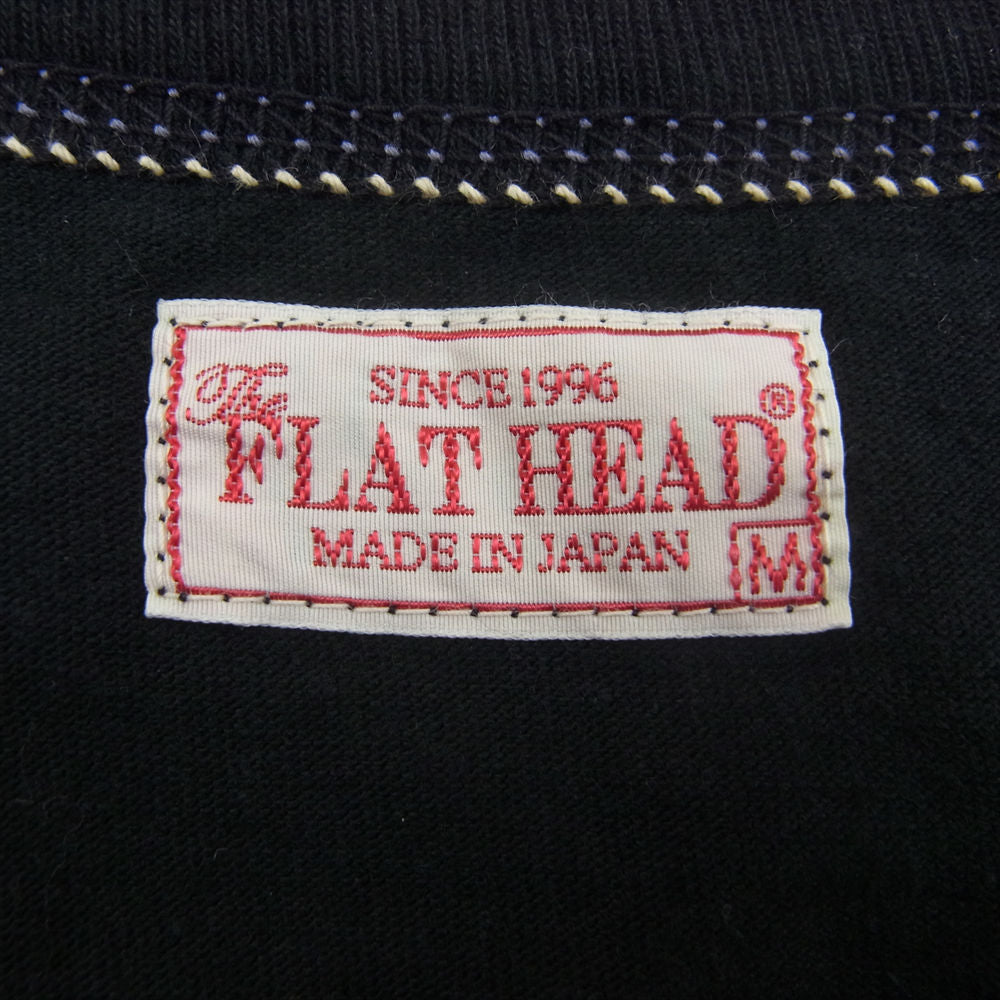 SINCE 1996
The
FLAT HEAD®
MADE IN JAPAN
M